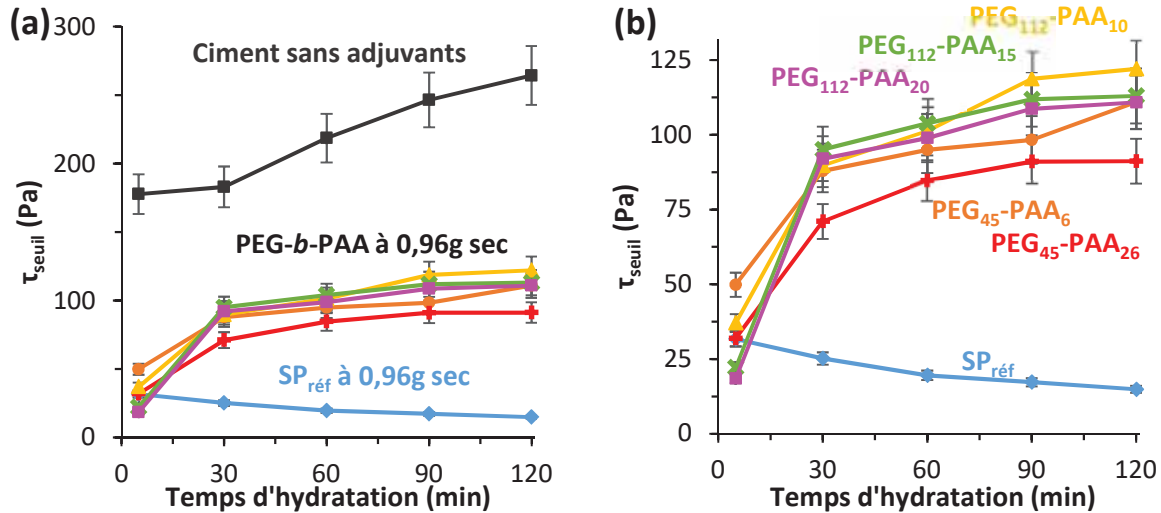 (a)
300
200
100
0
τseuil (Pa)
Ciment sans adjuvants
PEG-b-PAA à 0,96g sec
SPréf à 0,96g sec
0 30 60 90 120
Temps d'hydratation (min)
(b)
125
100
75
50
25
0
τseuil (Pa)
PEG112-PAA10
PEG112-PAA15
PEG112-PAA20
PEG45-PAA6
PEG45-PAA26
SPréf
0 30 60 90 120
Temps d'hydratation (min)